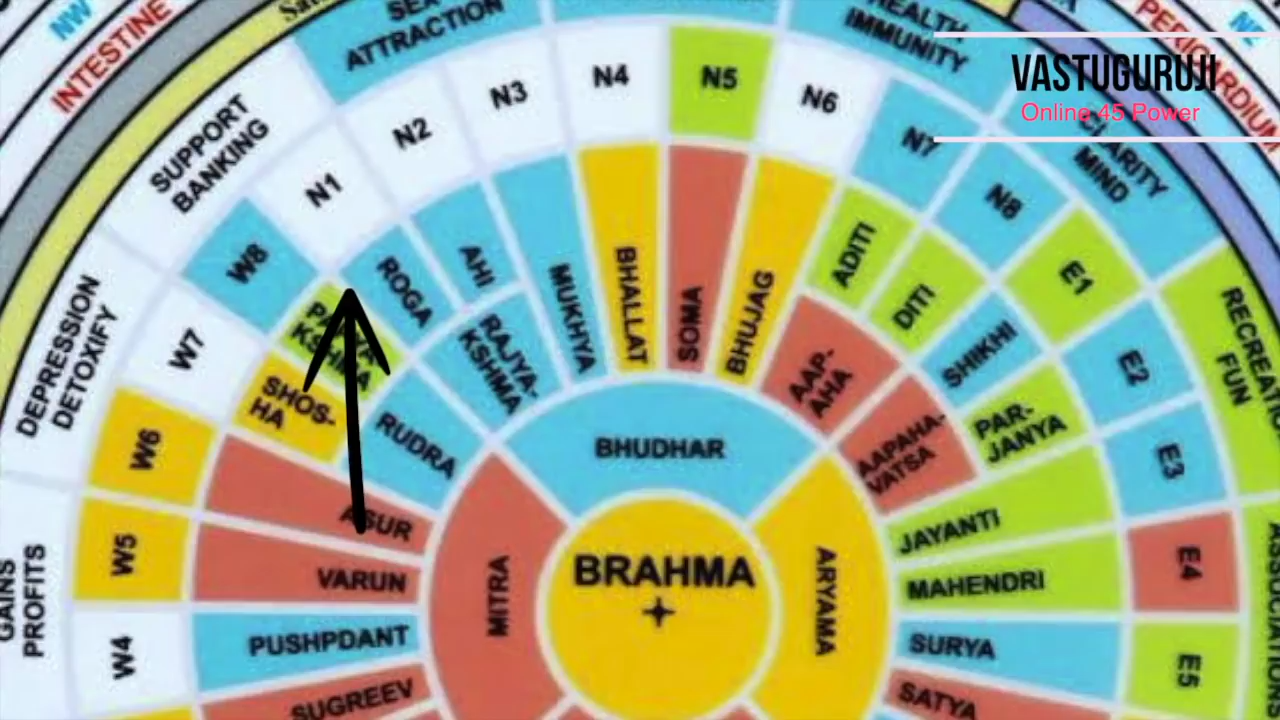 NW
INTESTINE
ATTRACTION
HEALTH
IMMUNITY
PERICARDIUM
VASTUGURUJI
Online 45 Power
MIND
SUPPORT
BANKING
DEPRESSION
DETOXIFY
GAINS
PROFITS
RECREATION
FUN
N1
N2
N3
N4
N5
N6
N7
N8
E1
E2
E3
E4
E5
W8
W7
W6
W5
W4
ROGA
AHI
MUKHYA
BHALLAT
SOMA
BHUJAG
ADITI
DITI
SHIKHI
PAR-
JANYA
JAYANTI
MAHENDRI
SURYA
SATYA
SHOS-
HA
ASUR
VARUN
PUSHPDANT
SUGREEV
RUDRA
RAJYA-
KSHMA
AAP-
AHA
AAPAHA-
VATSA
BHUDHAR
MITRA
ARYAMA
BRAHMA